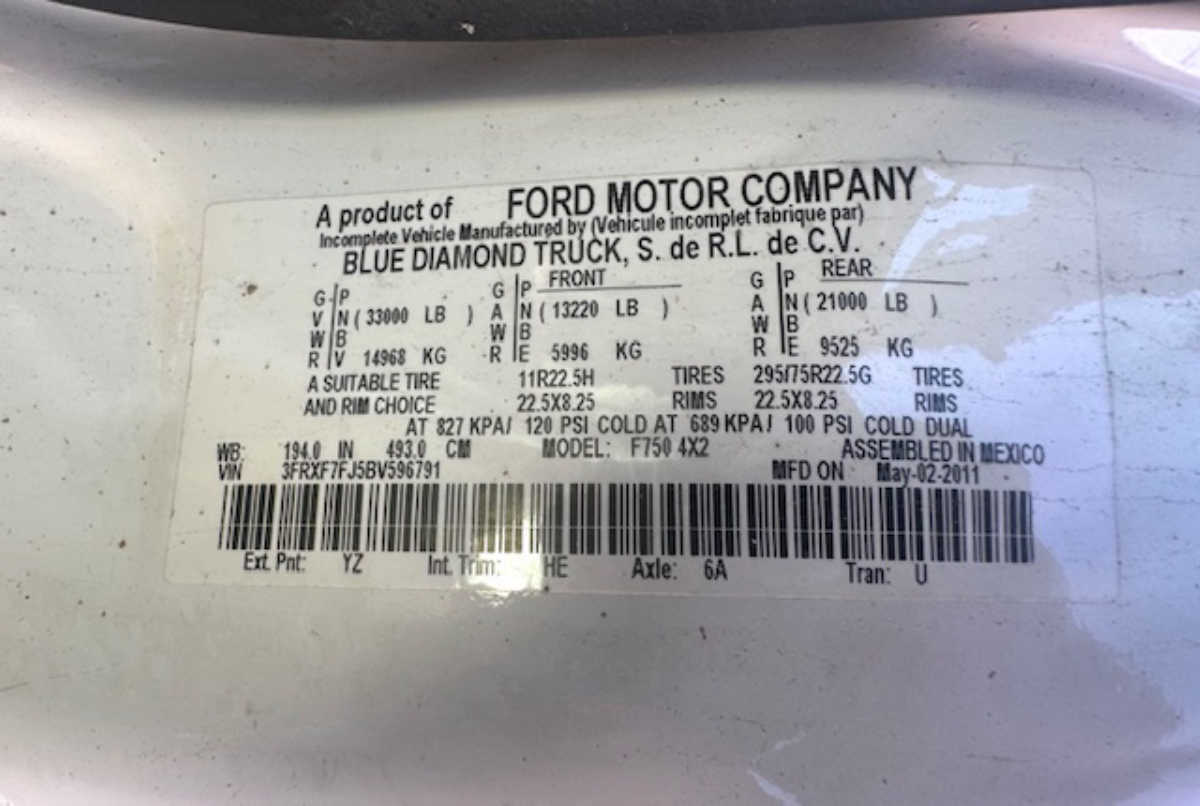 A product of FORD MOTOR COMPANY
Incomplete Vehicle Manufactured by (Vehicule incomplet fabrique par)
BLUE DIAMOND TRUCK, S. de R.L. de C.V.
G P G P FRONT G P REAR
V N ( 33000 LB ) A N ( 13220 LB ) A N ( 21000 LB )
W B W B W B
R V 14968 KG R E 5996 KG R E 9525 KG
A SUITABLE TIRE 11R22.5H TIRES 295/75R22.5G TIRES
AND RIM CHOICE 22.5X8.25 RIMS 22.5X8.25 RIMS
AT 827 KPA/ 120 PSI COLD AT 689 KPA/ 100 PSI COLD DUAL
WB: 194.0 IN 493.0 CM MODEL: F750 4X2 ASSEMBLED IN MEXICO
VIN 3FRXF7FJ5BV596791 MFD ON May-02-2011
Ext. Pnt: YZ Int. Trim: HE Axle: 6A Tran: U